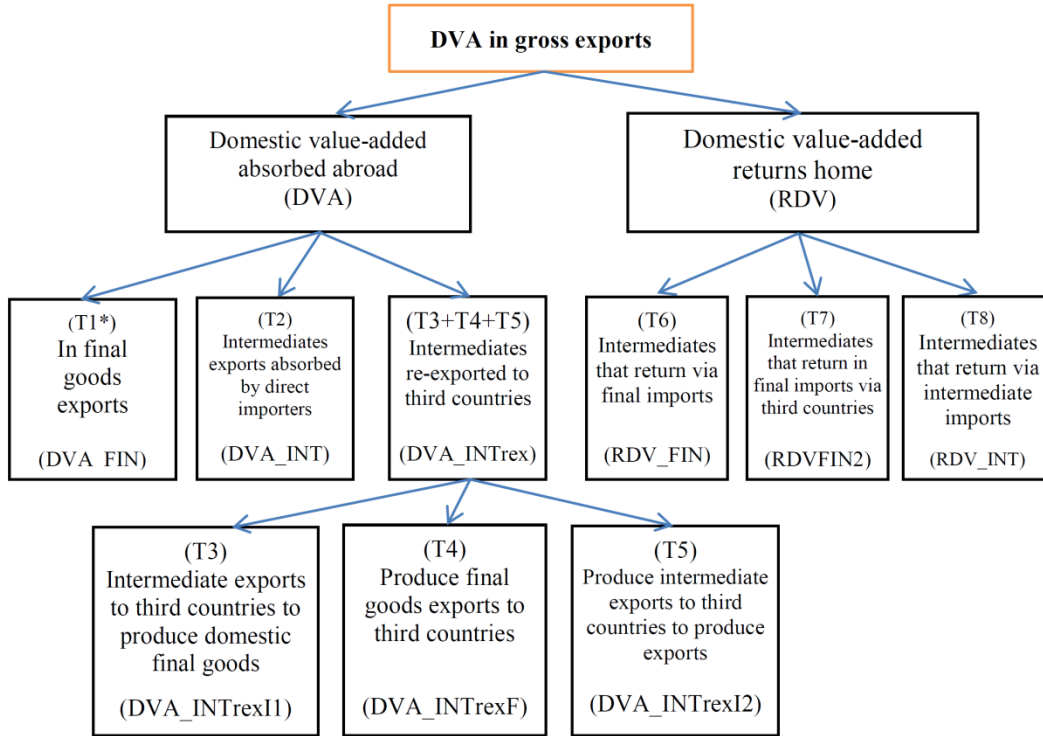 DVA in gross exports
Domestic value-added
absorbed abroad
(DVA)
Domestic value-added
returns home
(RDV)
(T1*)
In final
goods
exports
(DVA_FIN)
(T2)
Intermediates
exports absorbed
by direct
importers
(DVA_INT)
(T3+T4+T5)
Intermediates
re-exported to
third countries
(DVA_INTrex)
(T6)
Intermediates
that return via
final imports
(RDV_FIN)
(T7)
Intermediates
that return in
final imports via
third countries
(RDVFIN2)
(T8)
Intermediates
that return via
intermediate
imports
(RDV_INT)
(T3)
Intermediate exports
to third countries to
produce domestic
final goods
(DVA_INTrexI1)
(T4)
Produce final
goods exports to
third countries
(DVA_INTrexF)
(T5)
Produce intermediate
exports to third
countries to produce
exports
(DVA_INTrexI2)